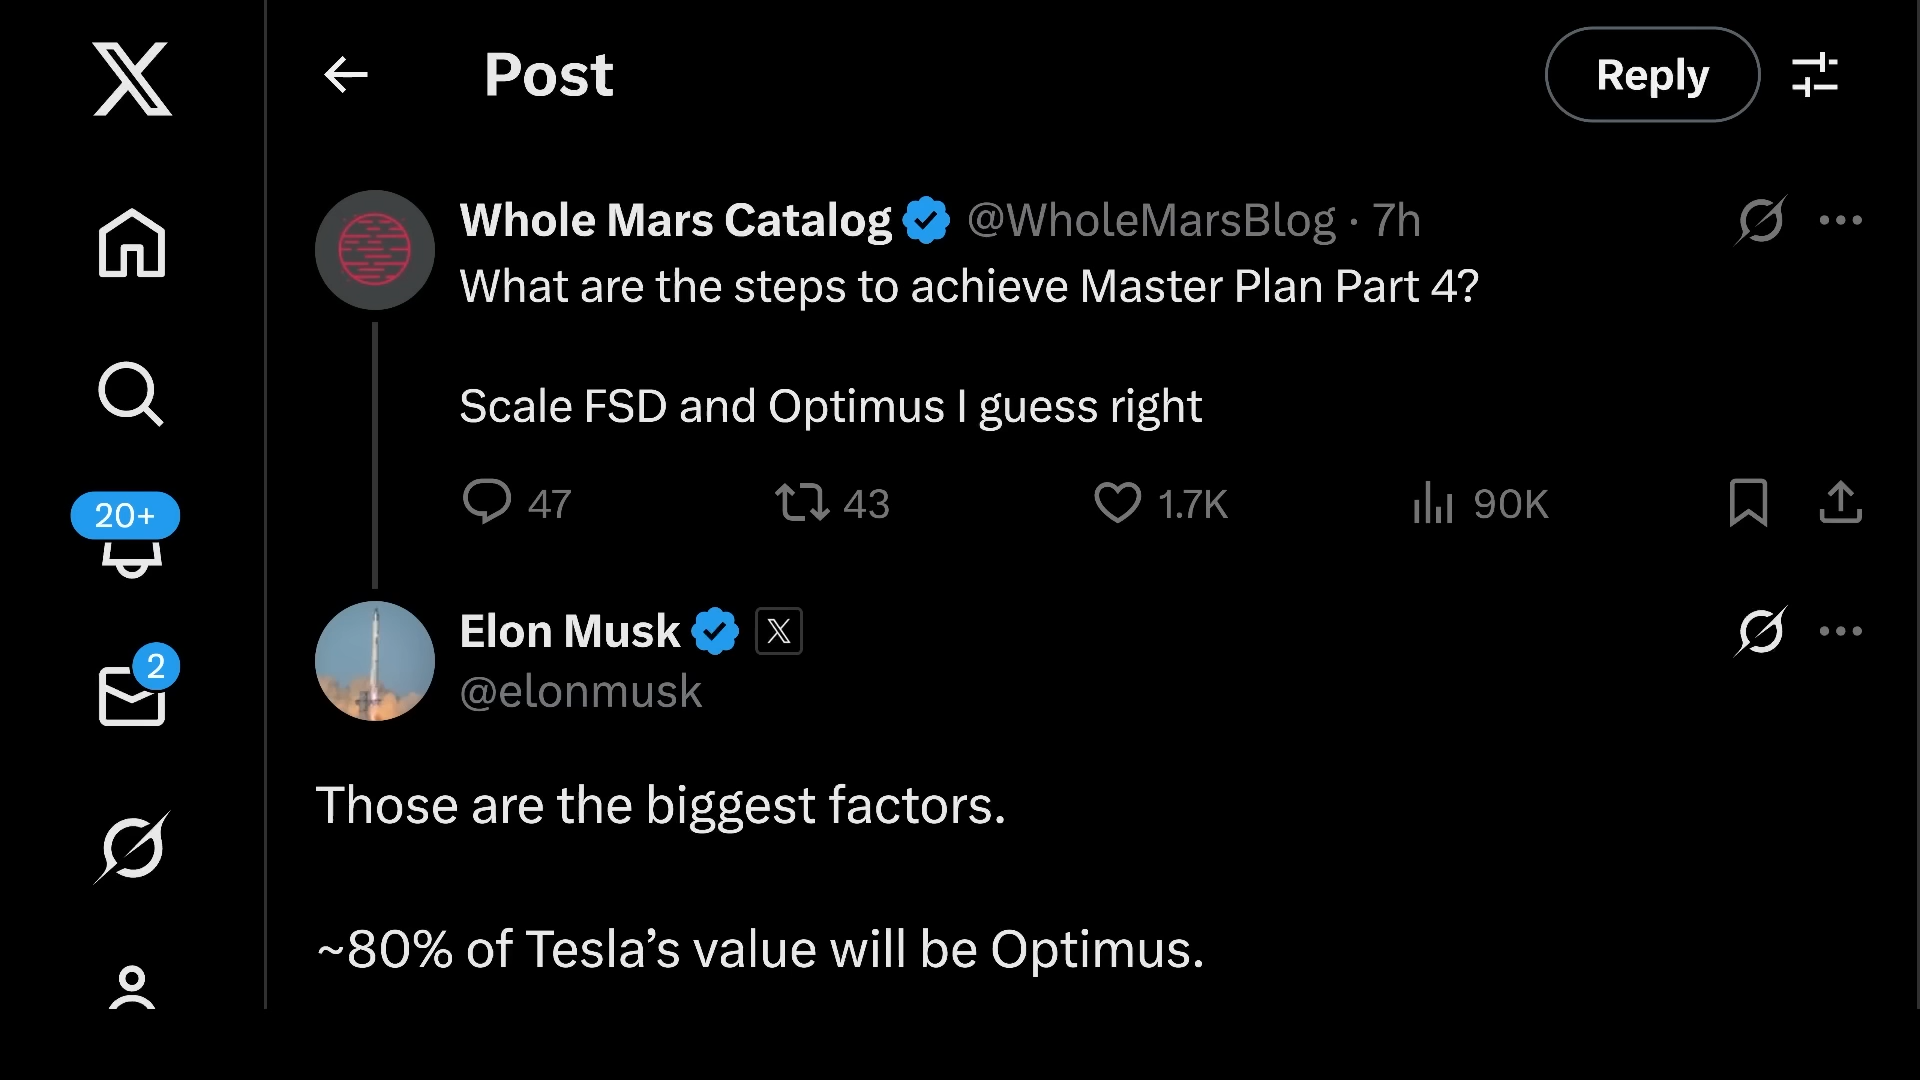 Post
Reply
Whole Mars Catalog @WholeMarsBlog · 7h
What are the steps to achieve Master Plan Part 4?
Scale FSD and Optimus I guess right
47 43 1.7K 90K
20+
Elon Musk
@elonmusk
2
Those are the biggest factors.
~80% of Tesla’s value will be Optimus.